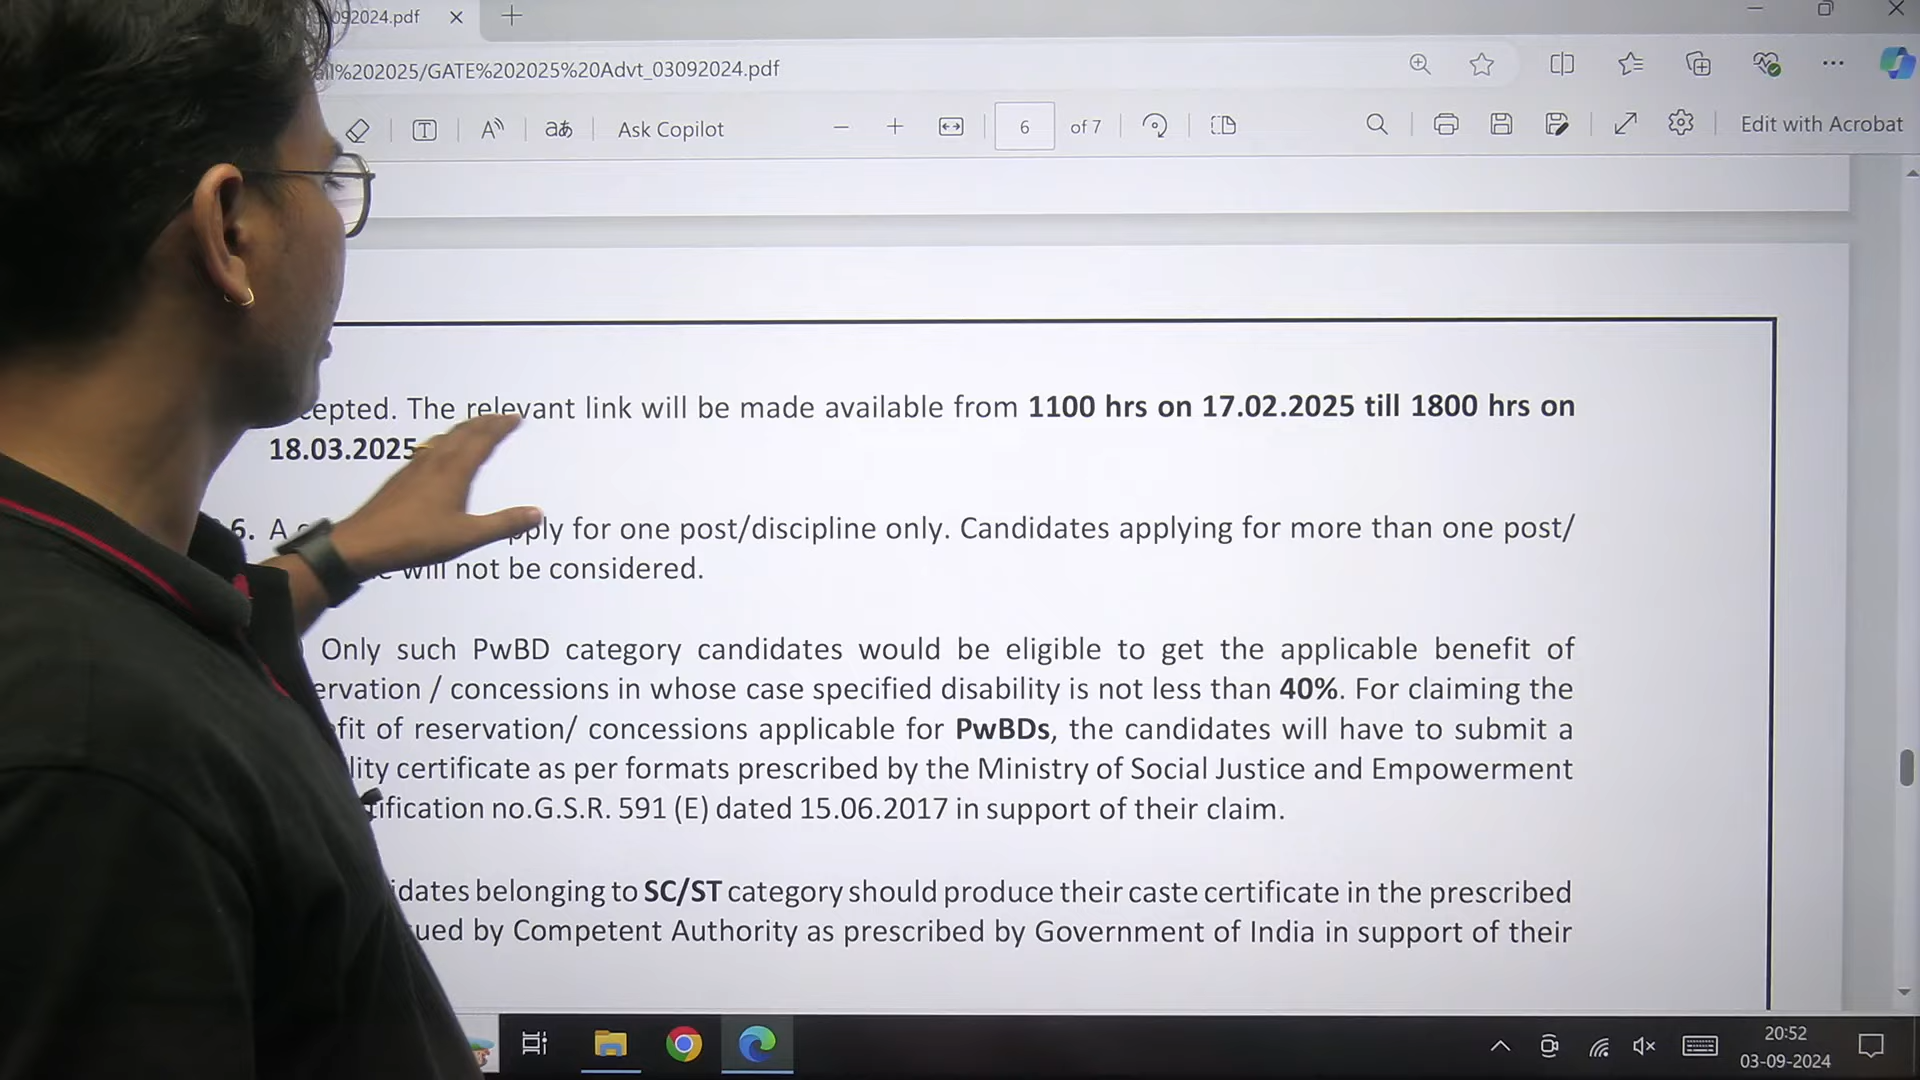 092024.pdf
all%202025/GATE%202025%20Advt_03092024.pdf
T A aあ Ask Copilot 6 of 7 Edit with Acrobat
cepted. The relevant link will be made available from 1100 hrs on 17.02.2025 till 1800 hrs on
18.03.2025
6. A ply for one post/discipline only. Candidates applying for more than one post/
will not be considered.
Only such PwBD category candidates would be eligible to get the applicable benefit of
ervation / concessions in whose case specified disability is not less than 40%. For claiming the
fit of reservation/ concessions applicable for PwBDs, the candidates will have to submit a
lity certificate as per formats prescribed by the Ministry of Social Justice and Empowerment
tification no.G.S.R. 591 (E) dated 15.06.2017 in support of their claim.
idates belonging to SC/ST category should produce their caste certificate in the prescribed
sued by Competent Authority as prescribed by Government of India in support of their
20:52
03-09-2024